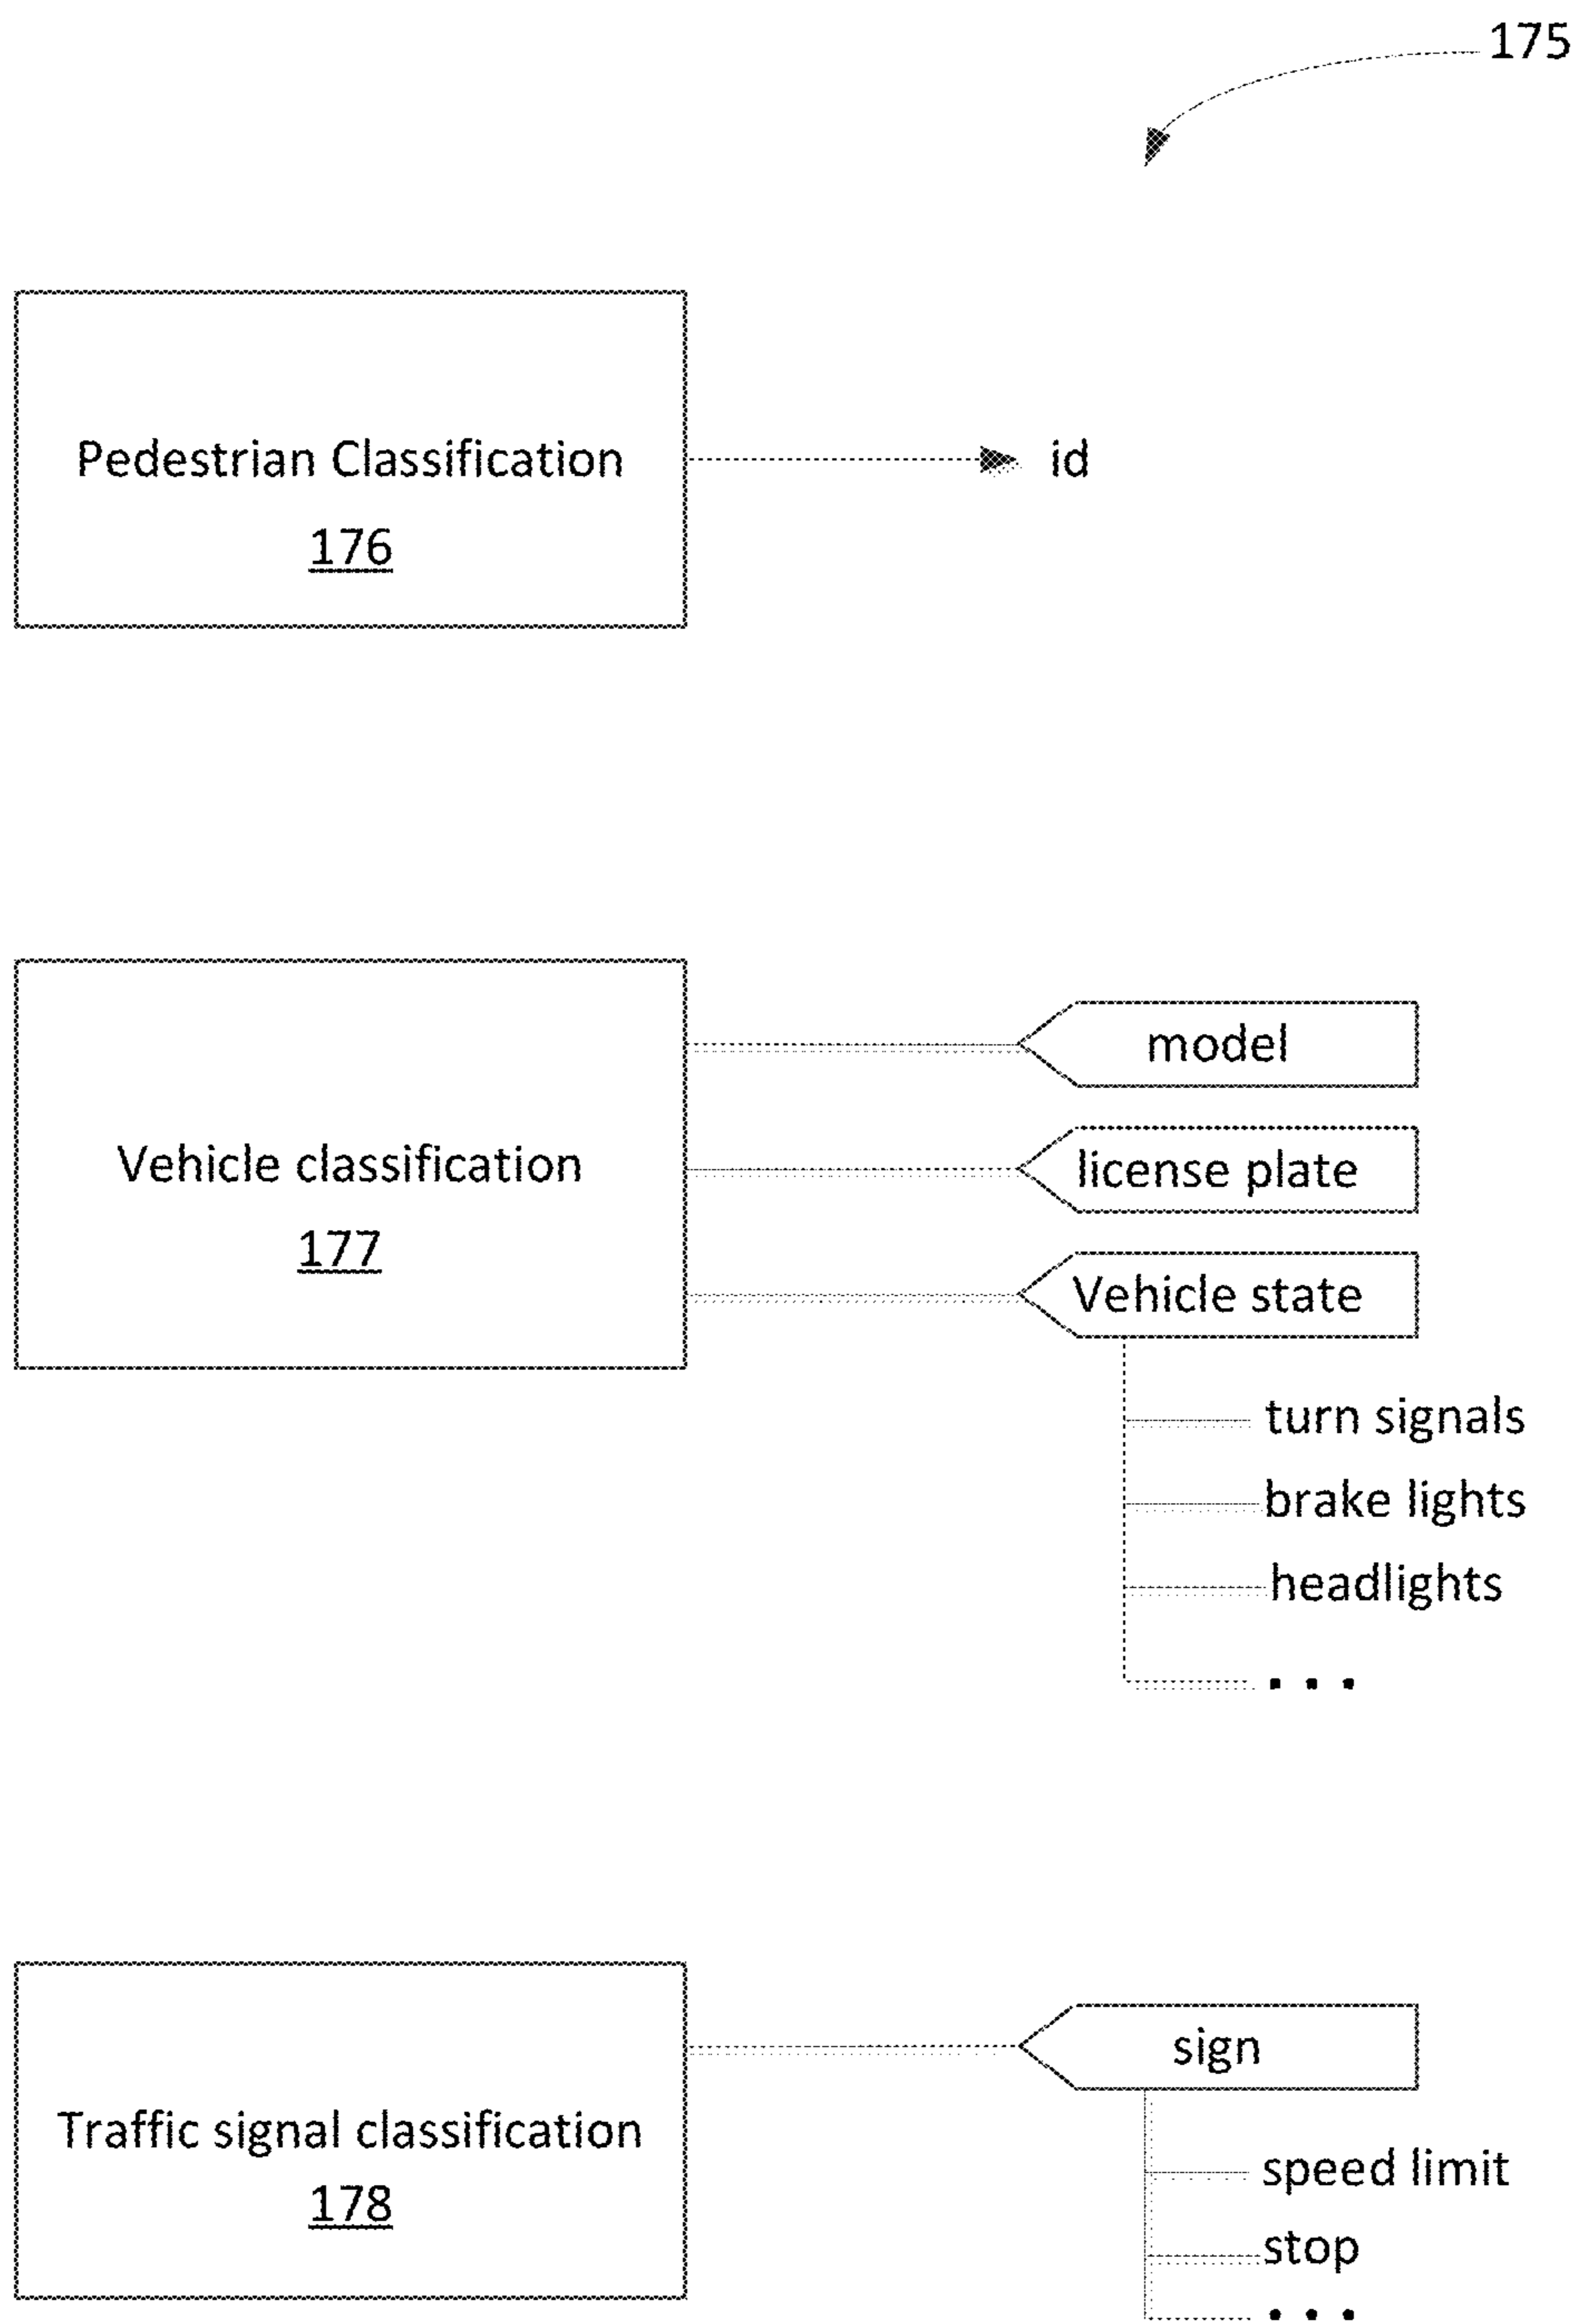 175
Pedestrian Classification
176
id
Vehicle classification
177
model
license plate
Vehicle state
turn signals
brake lights
headlights
. . .
Traffic signal classification
178
sign
speed limit
stop
. . .